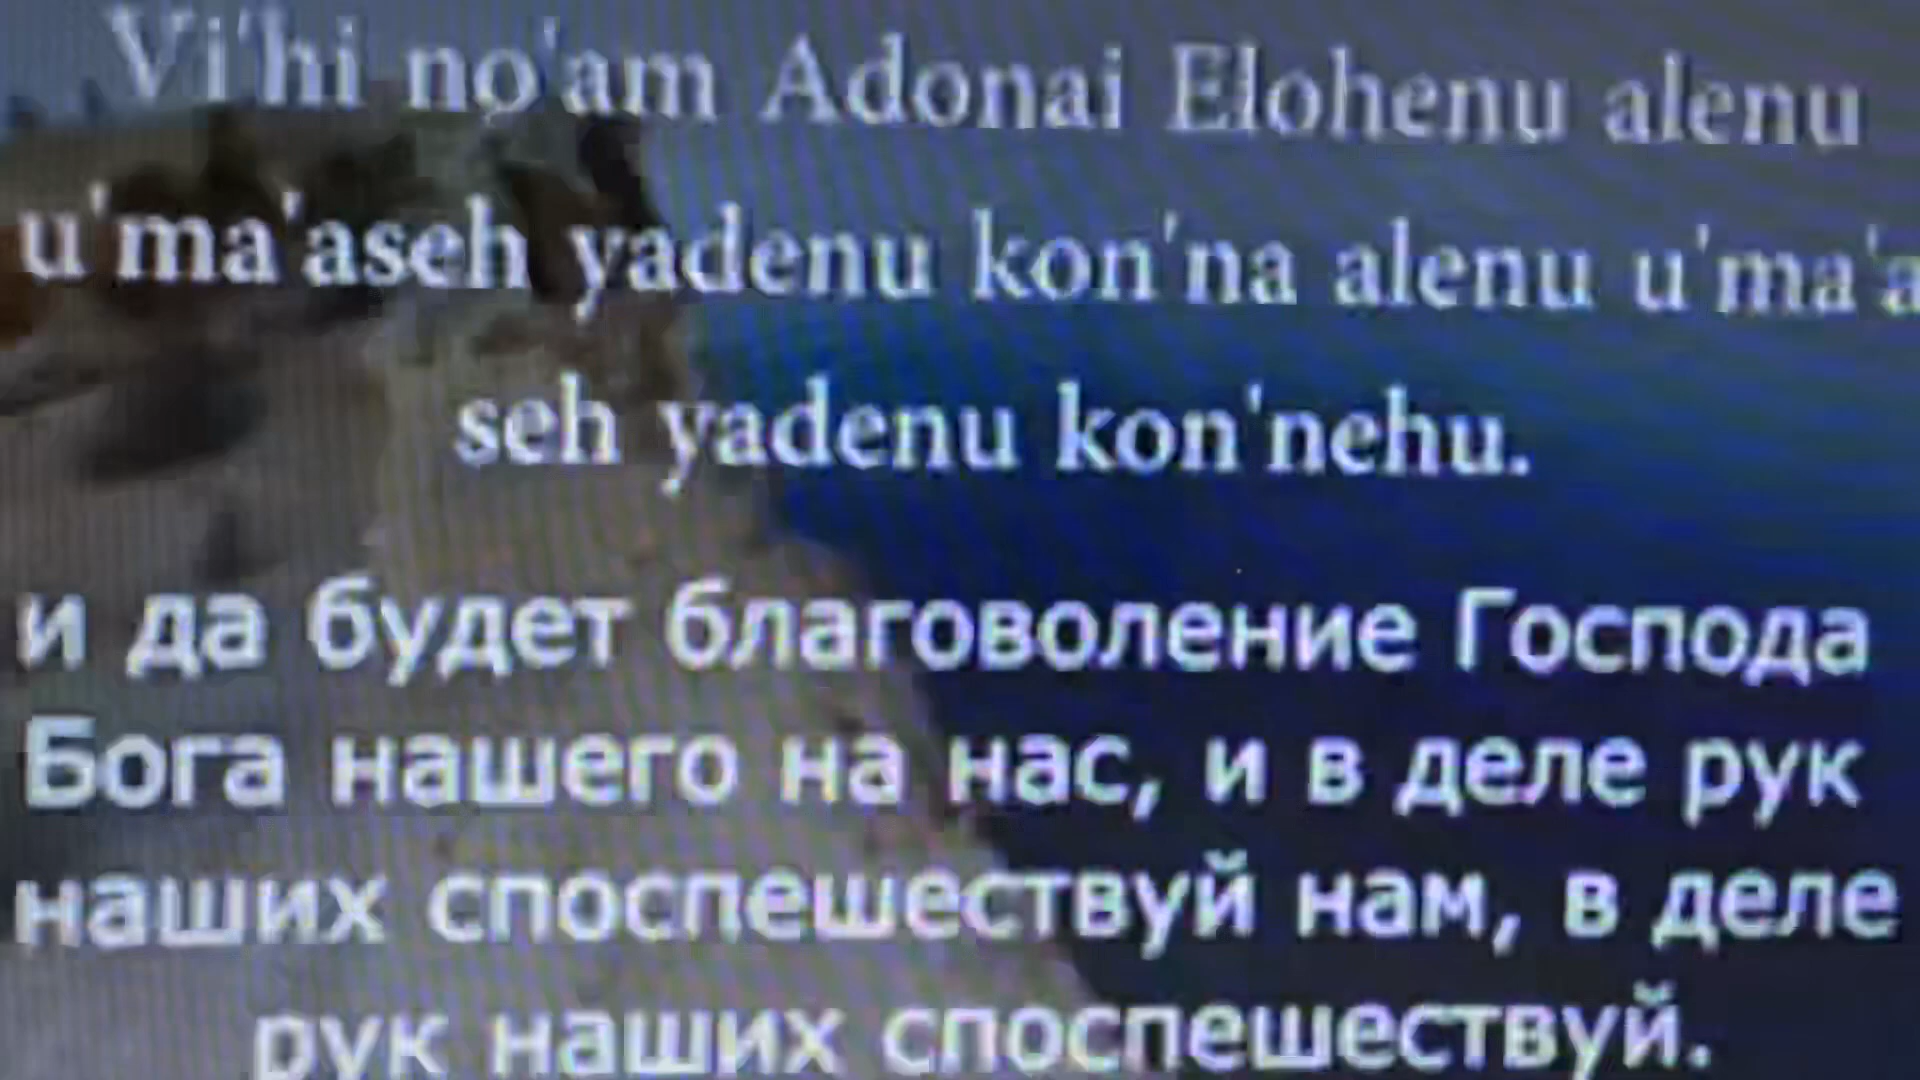 Vi'hi no'am Adonai Elohenu alenu
u'ma'aseh yadenu kon'na alenu u'ma'a
seh yadenu kon'nehu.
и да будет благоволение Господа
Бога нашего на нас, и в деле рук
наших споспешествуй нам, в деле
рук наших споспешествуй.